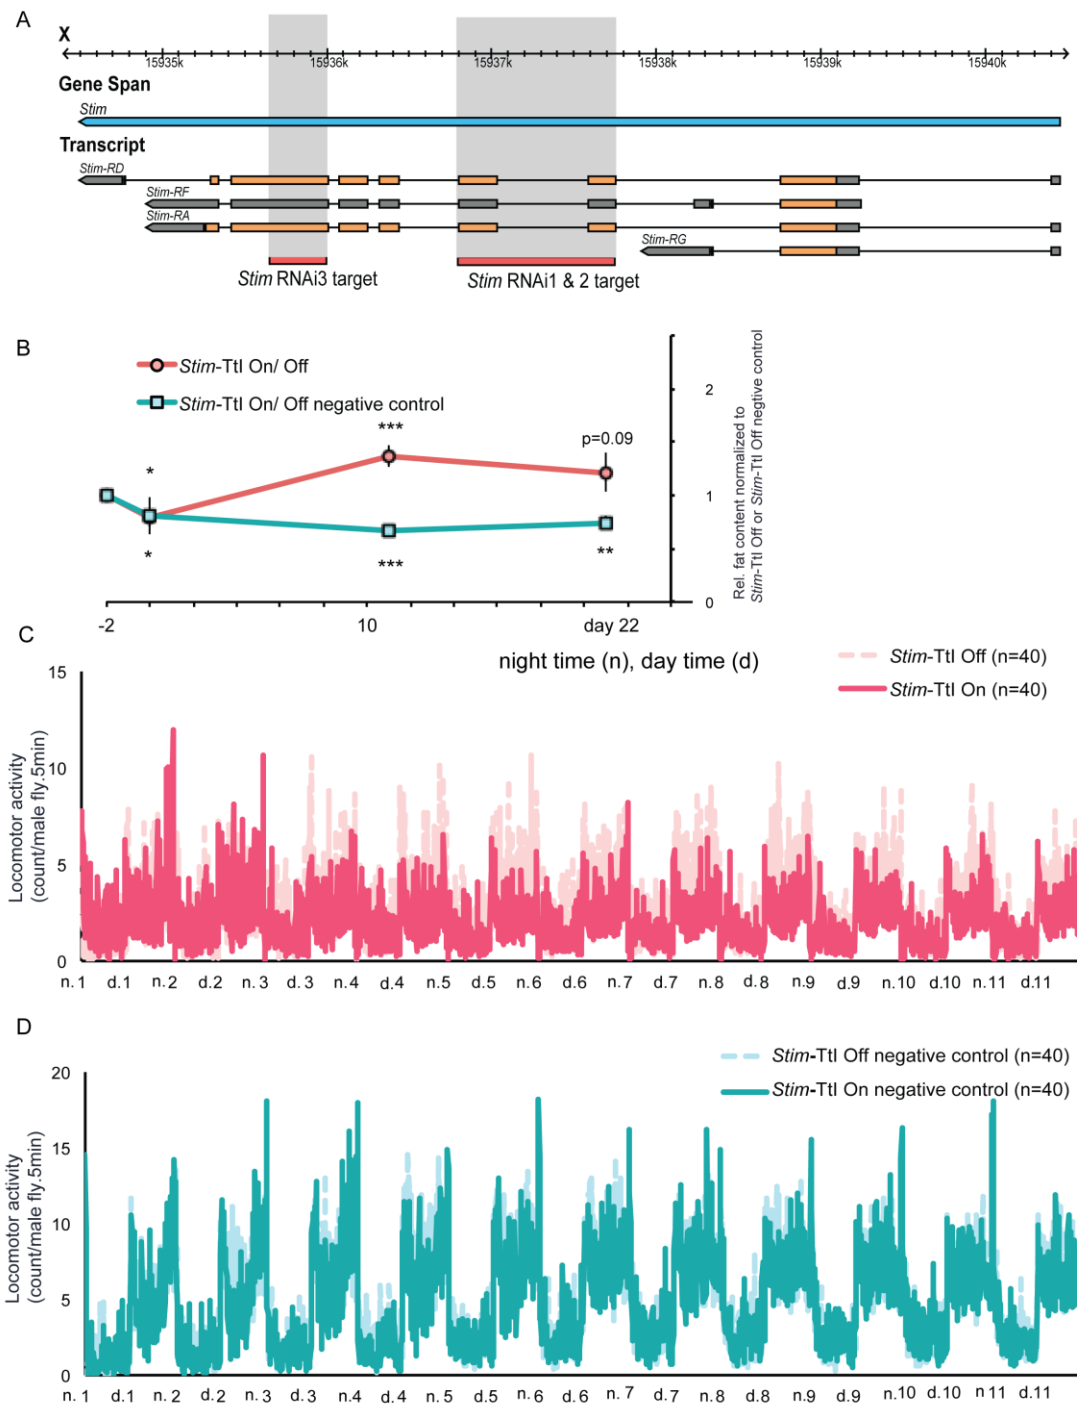 A
X
15935k 15936k 15937k 15938k 15939k 15940k
Gene Span
Stim
Transcript
Stim-RD
Stim-RF
Stim-RA
Stim-RG
Stim RNAi3 target
Stim RNAi1 & 2 target
B
Stim-TtI On/ Off
Stim-TtI On/ Off negative control
***
p=0.09
*
*
***
**
2
1
0
Rel. fat content normalized to
Stim-TtI Off or Stim-TtI Off negtive control
-2 10 day 22
C
night time (n), day time (d)
Stim-TtI Off (n=40)
Stim-TtI On (n=40)
Locomotor activity
(count/male fly.5min)
15
10
5
0
n. 1 d.1 n.2 d.2 n. 3 d.3 n.4 d.4 n.5 d.5 n.6 d.6 n.7 d.7 n.8 d.8 n.9 d.9 n.10 d.10 n.11 d.11
D
Stim-TtI Off negative control (n=40)
Stim-TtI On negative control (n=40)
Locomotor activity
(count/male fly.5min)
20
15
10
5
0
n. 1 d.1 n. 2 d.2 n.3 d.3 n.4 d.4 n. 5 d.5 n. 6 d.6 n. 7 d.7 n.8 d.8 n.9 d.9 n.10 d.10 n 11 d.11